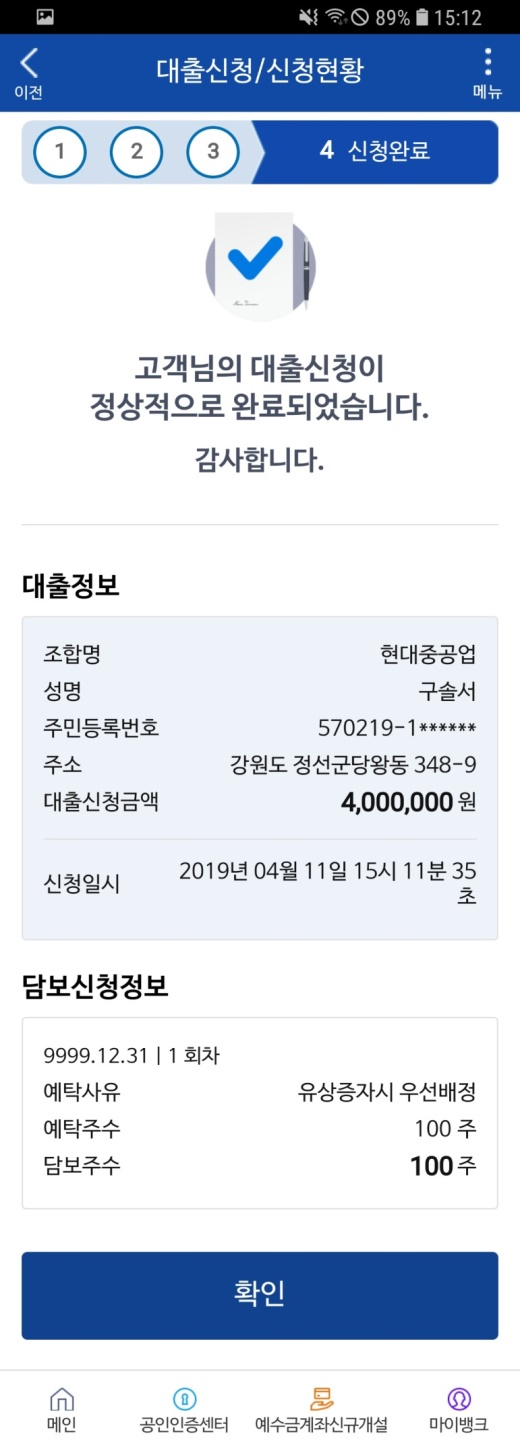 89% 15:12
이전
대출신청/신청현황
메뉴
1 2 3 4 신청완료
고객님의 대출신청이
정상적으로 완료되었습니다.
감사합니다.
대출정보
조합명 현대중공업
성명 구솔서
주민등록번호 570219-1******
주소 강원도 정선군당왕동 348-9
대출신청금액 4,000,000 원
신청일시 2019년 04월 11일 15시 11분 35
초
담보신청정보
9999.12.31 | 1 회차
예탁사유 유상증자시 우선배정
예탁주수 100 주
담보주수 100 주
확인
메인 공인인증센터 예수금계좌신규개설 마이뱅크